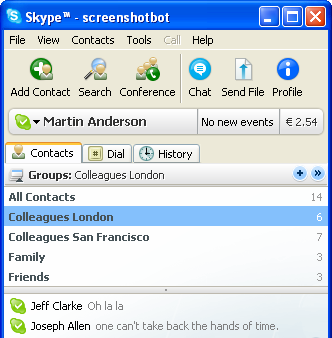 Skype™ - screenshotbot
File View Contacts Tools Call Help
Add Contact Search Conference Chat Send File Profile
Martin Anderson No new events € 2.54
Contacts Dial History
Groups: Colleagues London
All Contacts 14
Colleagues London 6
Colleagues San Francisco 7
Family 3
Friends 3
Jeff Clarke Oh la la
Joseph Allen one can't take back the hands of time.